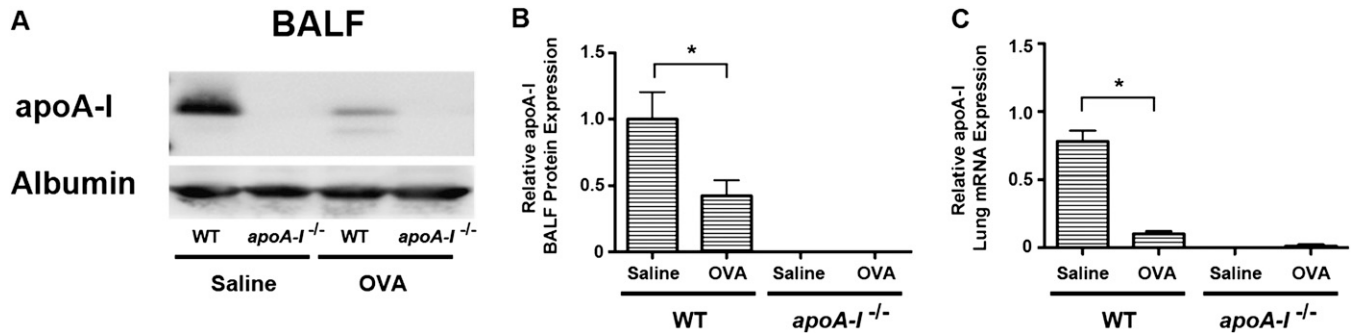 A
BALF
apoA-I
Albumin
WT apoA-I -/- WT apoA-I -/-
Saline OVA
B
Relative apoA-I
BALF Protein Expression
1.5
1.0
0.5
0
*
Saline OVA Saline OVA
WT apoA-I -/-
C
Relative apoA-I
Lung mRNA Expression
1.5
1.0
0.5
0
*
Saline OVA Saline OVA
WT apoA-I -/-